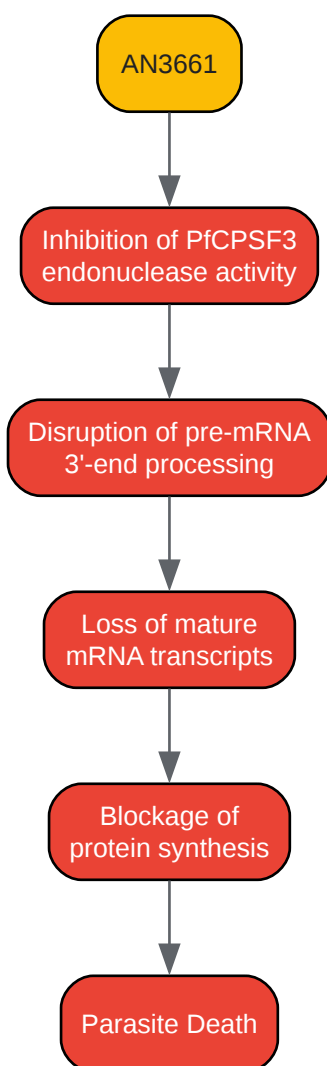 AN3661
Inhibition of PfCPSF3
endonuclease activity
Disruption of pre-mRNA
3'-end processing
Loss of mature
mRNA transcripts
Blockage of
protein synthesis
Parasite Death